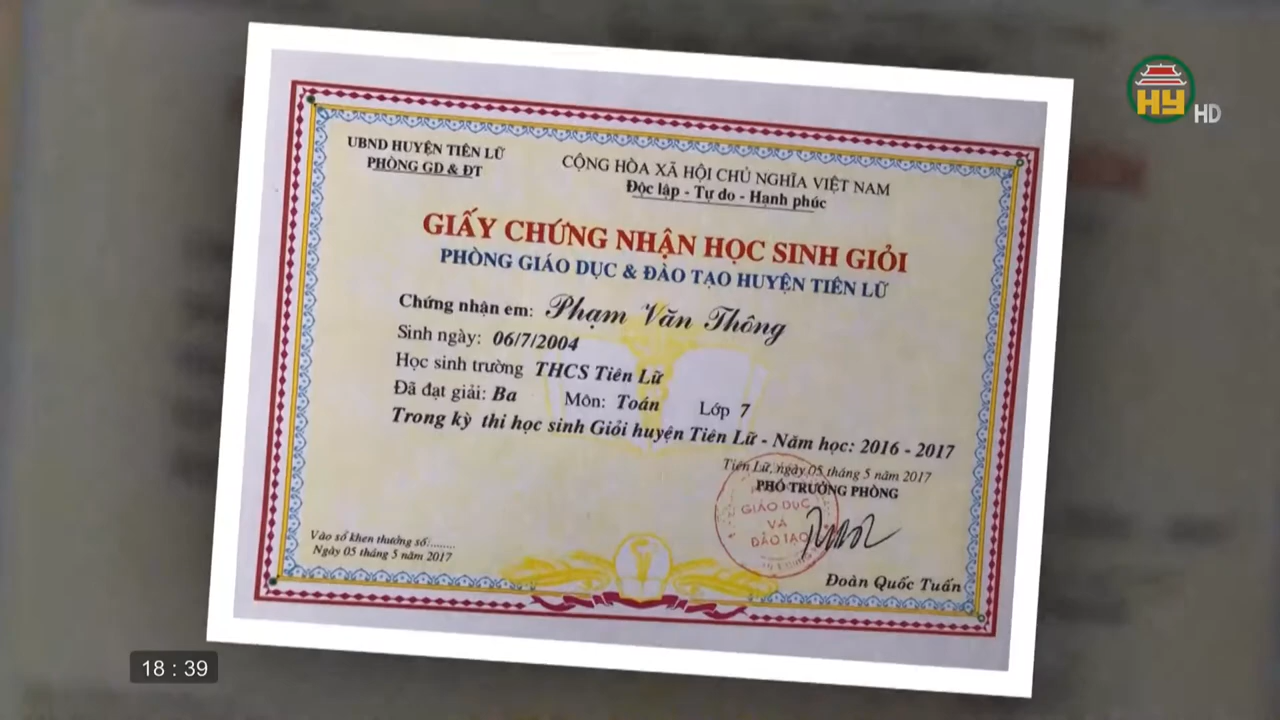 HY HD
UBND HUYỆN TIÊN LỮ
PHÒNG GD & ĐT
CỘNG HÒA XÃ HỘI CHỦ NGHĨA VIỆT NAM
Độc lập - Tự do - Hạnh phúc
GIẤY CHỨNG NHẬN HỌC SINH GIỎI
PHÒNG GIÁO DỤC & ĐÀO TẠO HUYỆN TIÊN LỮ
Chứng nhận em: Phạm Văn Thông
Sinh ngày: 06/7/2004
Học sinh trường THCS Tiên Lữ
Đã đạt giải: Ba Môn: Toán Lớp 7
Trong kỳ thi học sinh Giỏi huyện Tiên Lữ - Năm học: 2016 - 2017
Tiên Lữ, ngày 05 tháng 5 năm 2017
PHÓ TRƯỞNG PHÒNG
GIÁO DỤC
VÀ
ĐÀO TẠO
Đoàn Quốc Tuấn
Vào sổ khen thưởng số:........
Ngày 05 tháng 5 năm 2017
18 : 39